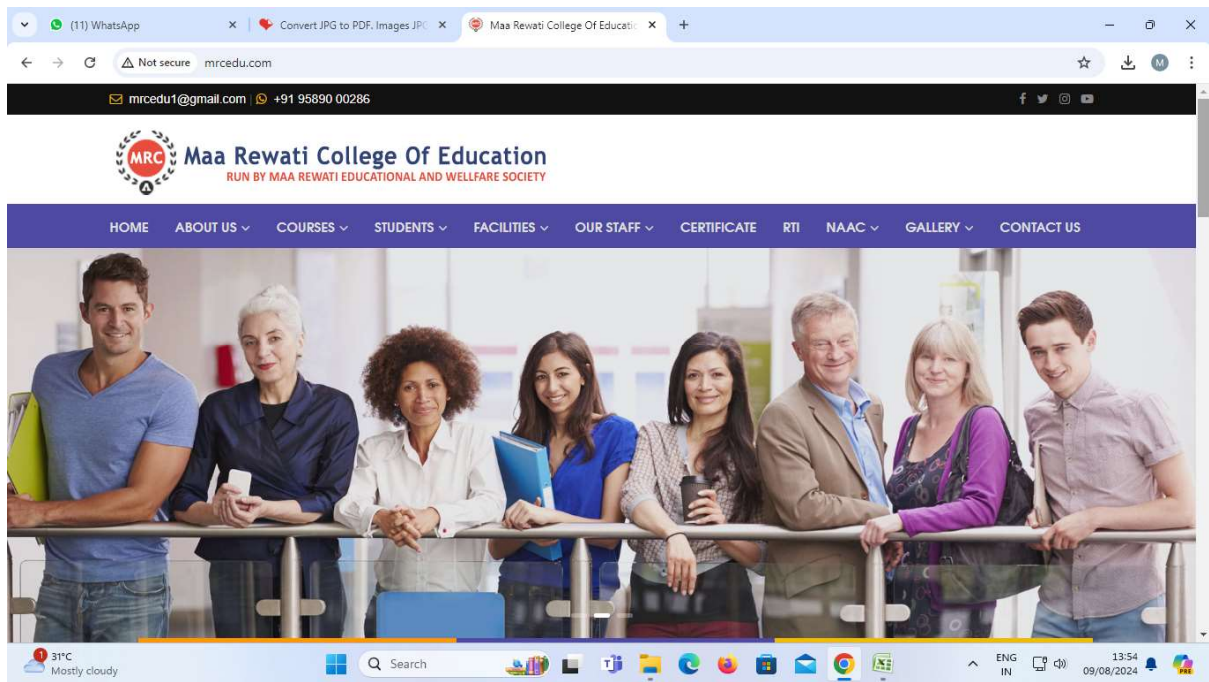 (11) WhatsApp
Convert JPG to PDF. Images JPG
Maa Rewati College Of Educatio
Not secure mrcedu.com
M
mrcedu1@gmail.com | +91 95890 00286
MRC
Maa Rewati College Of Education
RUN BY MAA REWATI EDUCATIONAL AND WELLFARE SOCIETY
HOME ABOUT US COURSES STUDENTS FACILITIES OUR STAFF CERTIFICATE RTI NAAC GALLERY CONTACT US
1
31°C
Mostly cloudy
Search
ENG
IN
13:54
09/08/2024
PRE